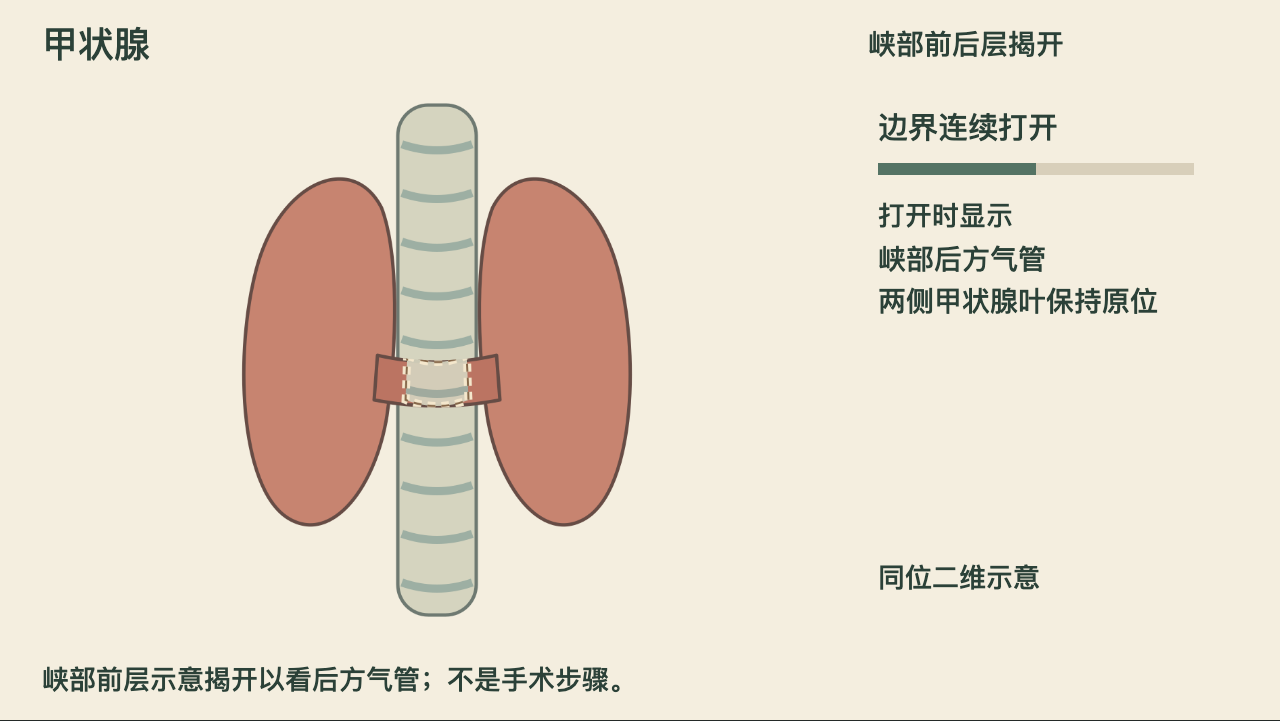 甲状腺
峡部前后层揭开
边界连续打开
打开时显示
峡部后方气管
两侧甲状腺叶保持原位
同位二维示意
峡部前层示意揭开以看后方气管；不是手术步骤。